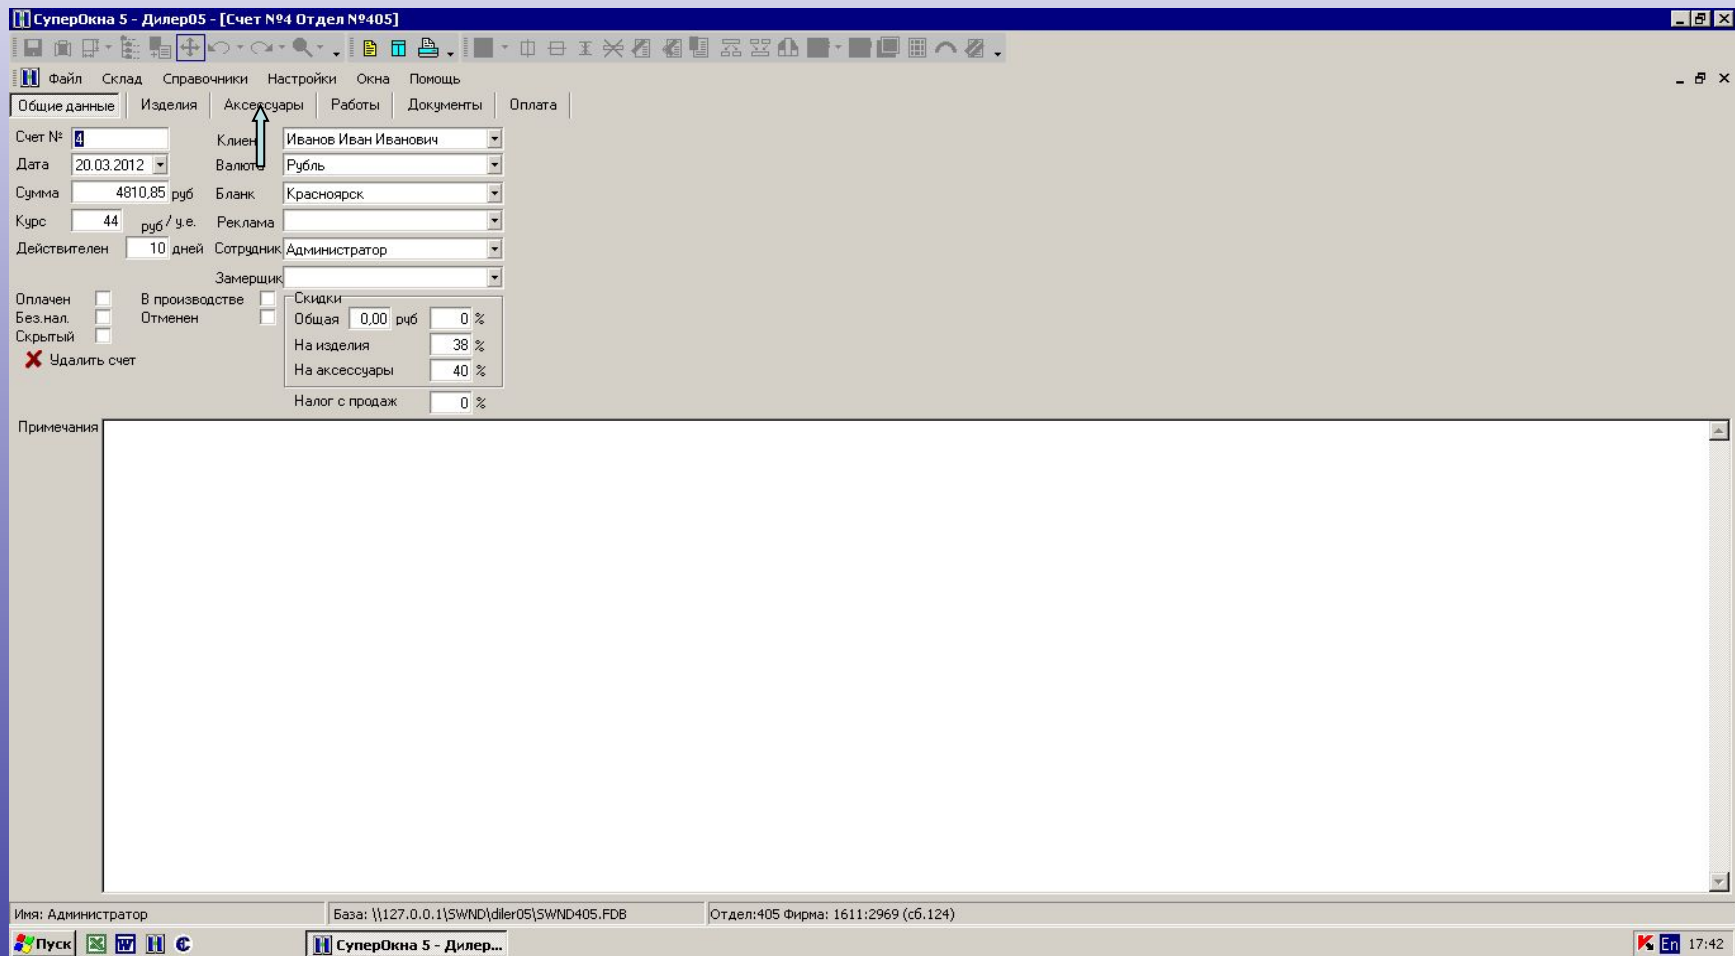 СуперОкна 5 - Дилер05 - [Счет №4 Отдел №405]
Файл Склад Справочники Настройки Окна Помощь
Общие данные Изделия Аксессуары Работы Документы Оплата
Счет № 4 Клиен Иванов Иван Иванович
Дата 20.03.2012 Валюта Рубль
Сумма 4810,85 руб Бланк Красноярск
Курс 44 руб / у.е. Реклама
Действителен 10 дней Сотрудник Администратор
Замерщик
Оплачен В производстве Скидки
Без.нал. Отменен Общая 0,00 руб 0 %
Скрытый На изделия 38 %
Удалить счет На аксессуары 40 %
Налог с продаж 0 %
Примечания
Имя: Администратор База: \\127.0.0.1\SWND\diler05\SWND405.FDB Отдел:405 Фирма: 1611:2969 (сб.124)
Пуск СуперОкна 5 - Дилер... En 17:42